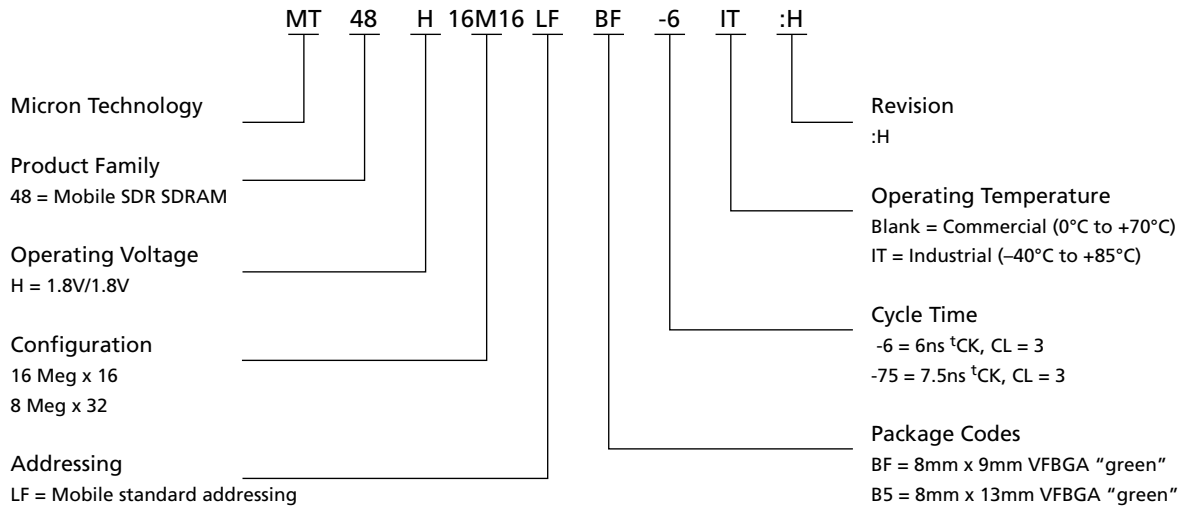 MT 48 H 16M16 LF BF -6 IT :H
Micron Technology
Product Family
48 = Mobile SDR SDRAM
Operating Voltage
H = 1.8V/1.8V
Configuration
16 Meg x 16
8 Meg x 32
Addressing
LF = Mobile standard addressing
Revision
:H
Operating Temperature
Blank = Commercial (0°C to +70°C)
IT = Industrial (–40°C to +85°C)
Cycle Time
-6 = 6ns tCK, CL = 3
-75 = 7.5ns tCK, CL = 3
Package Codes
BF = 8mm x 9mm VFBGA “green”
B5 = 8mm x 13mm VFBGA “green”